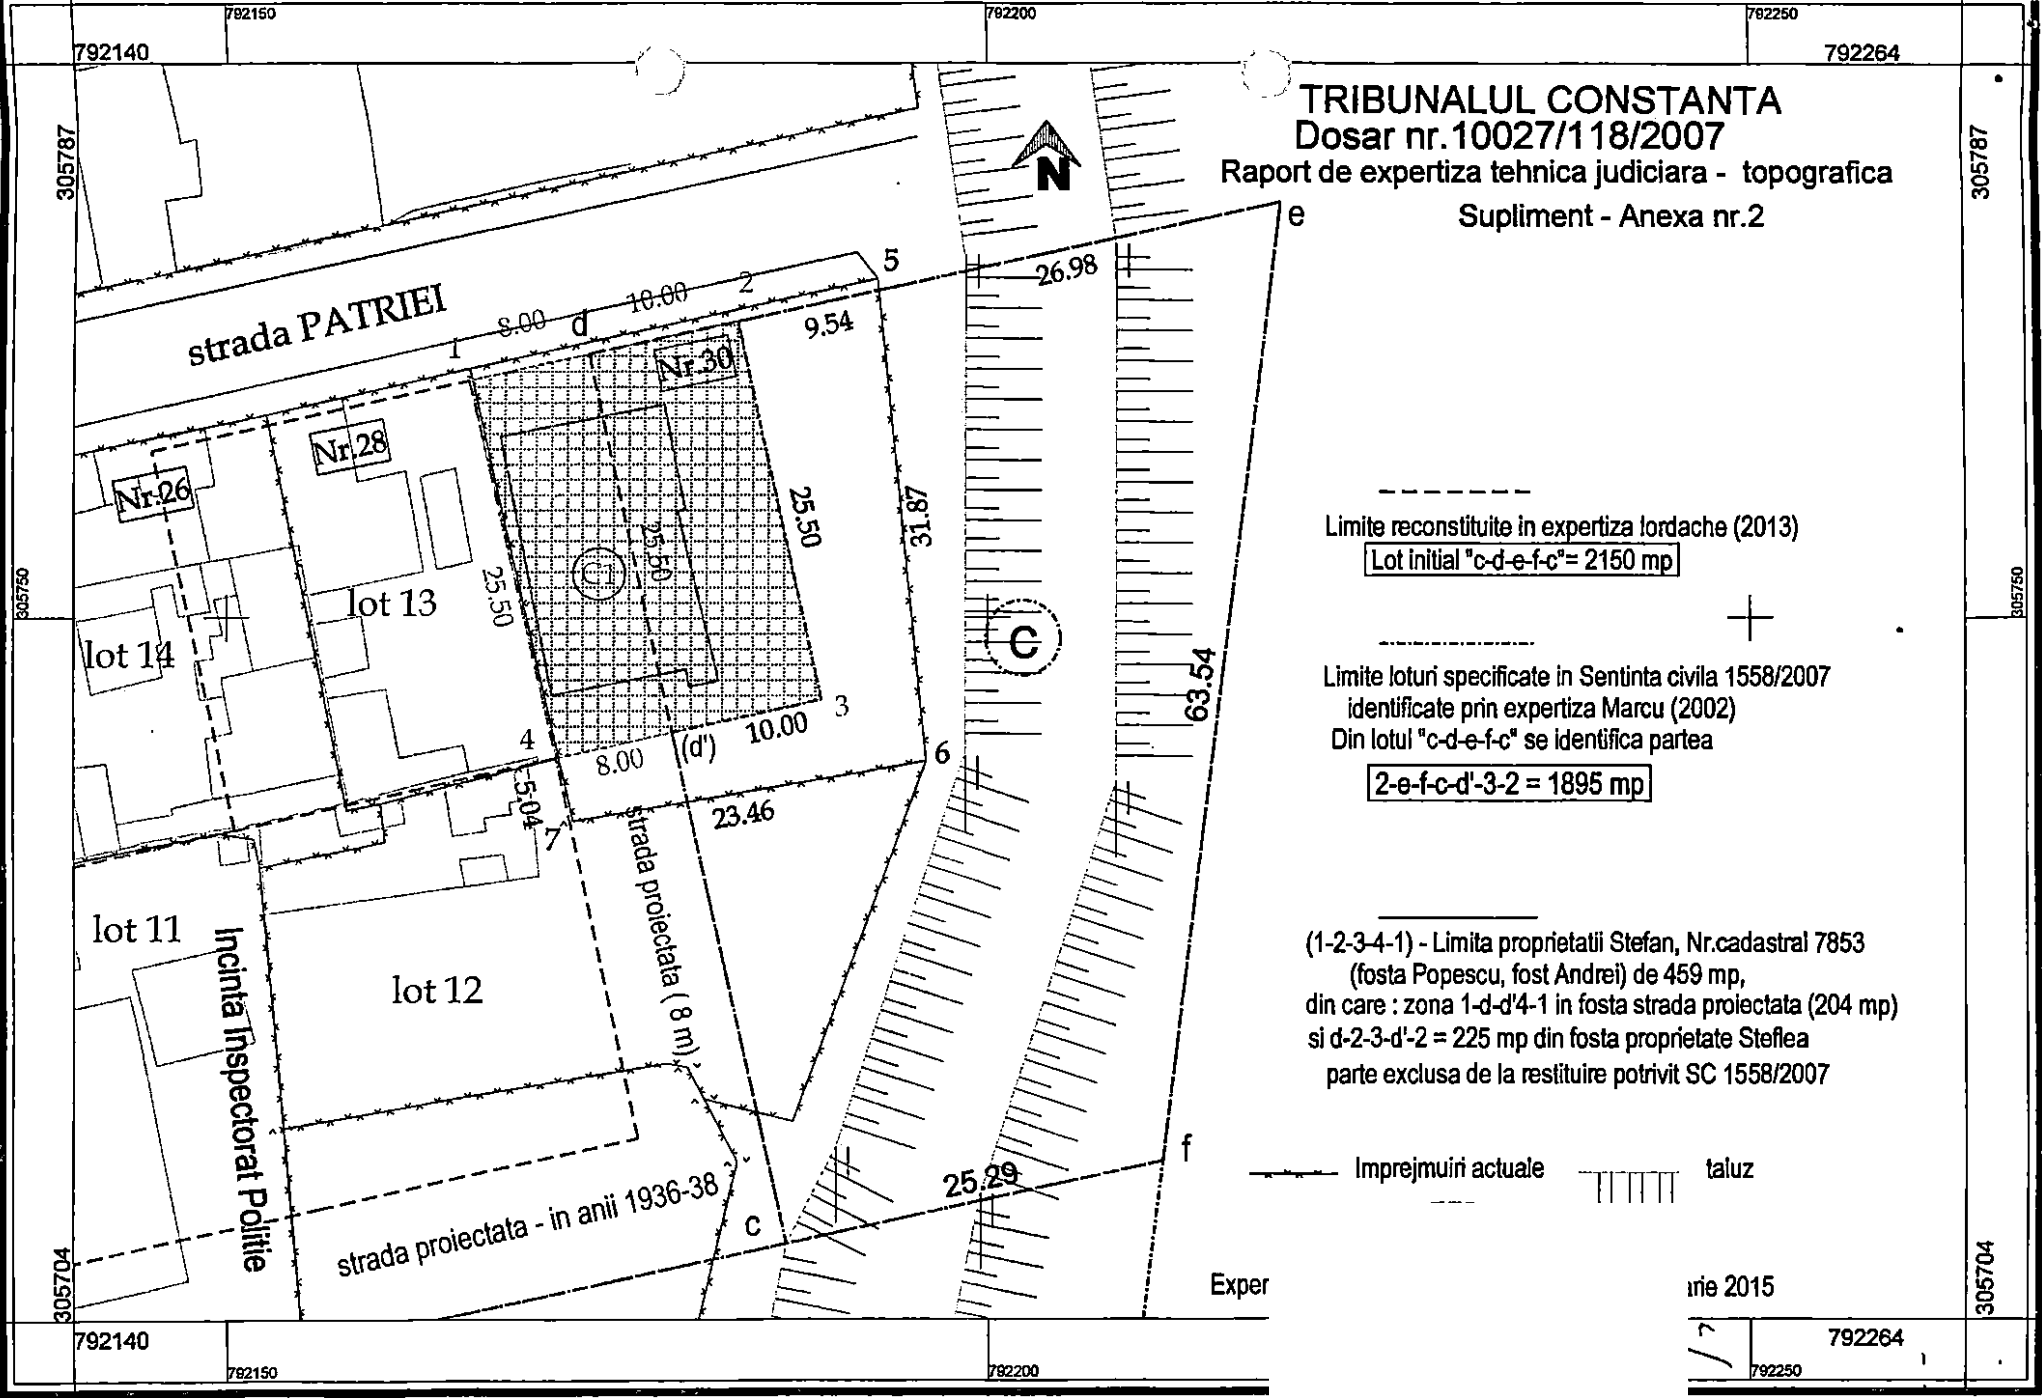 792150
792200
792250
792140
792264
305787
305787
TRIBUNALUL CONSTANTA
Dosar nr.10027/118/2007
Raport de expertiza tehnica judiciara - topografica
Supliment - Anexa nr.2
N
e
5
26.98
2
10.00
d
8.00
9.54
strada PATRIEI
1
Nr.30
Nr.28
Nr.26
25.50
31.87
25.50
25.50
C1
lot 13
lot 14
305750
305750
C
63.54
3
10.00
(d')
8.00
4
6
5.04
7
23.46
strada proiectata ( 8 m)
lot 11
lot 12
Incinta Inspectorat Politie
strada proiectata - in anii 1936-38
c
25.29
f
Limite reconstituite in expertiza Iordache (2013)
Lot initial "c-d-e-f-c"= 2150 mp
Limite loturi specificate in Sentinta civila 1558/2007
identificate prin expertiza Marcu (2002)
Din lotul "c-d-e-f-c" se identifica partea
2-e-f-c-d'-3-2 = 1895 mp
(1-2-3-4-1) - Limita proprietatii Stefan, Nr.cadastral 7853
(fosta Popescu, fost Andrei) de 459 mp,
din care : zona 1-d-d'4-1 in fosta strada proiectata (204 mp)
si d-2-3-d'-2 = 225 mp din fosta proprietate Steflea
parte exclusa de la restituire potrivit SC 1558/2007
Imprejmuiri actuale
taluz
Exper
rie 2015
305704
305704
792140
792264
792150
792200
792250